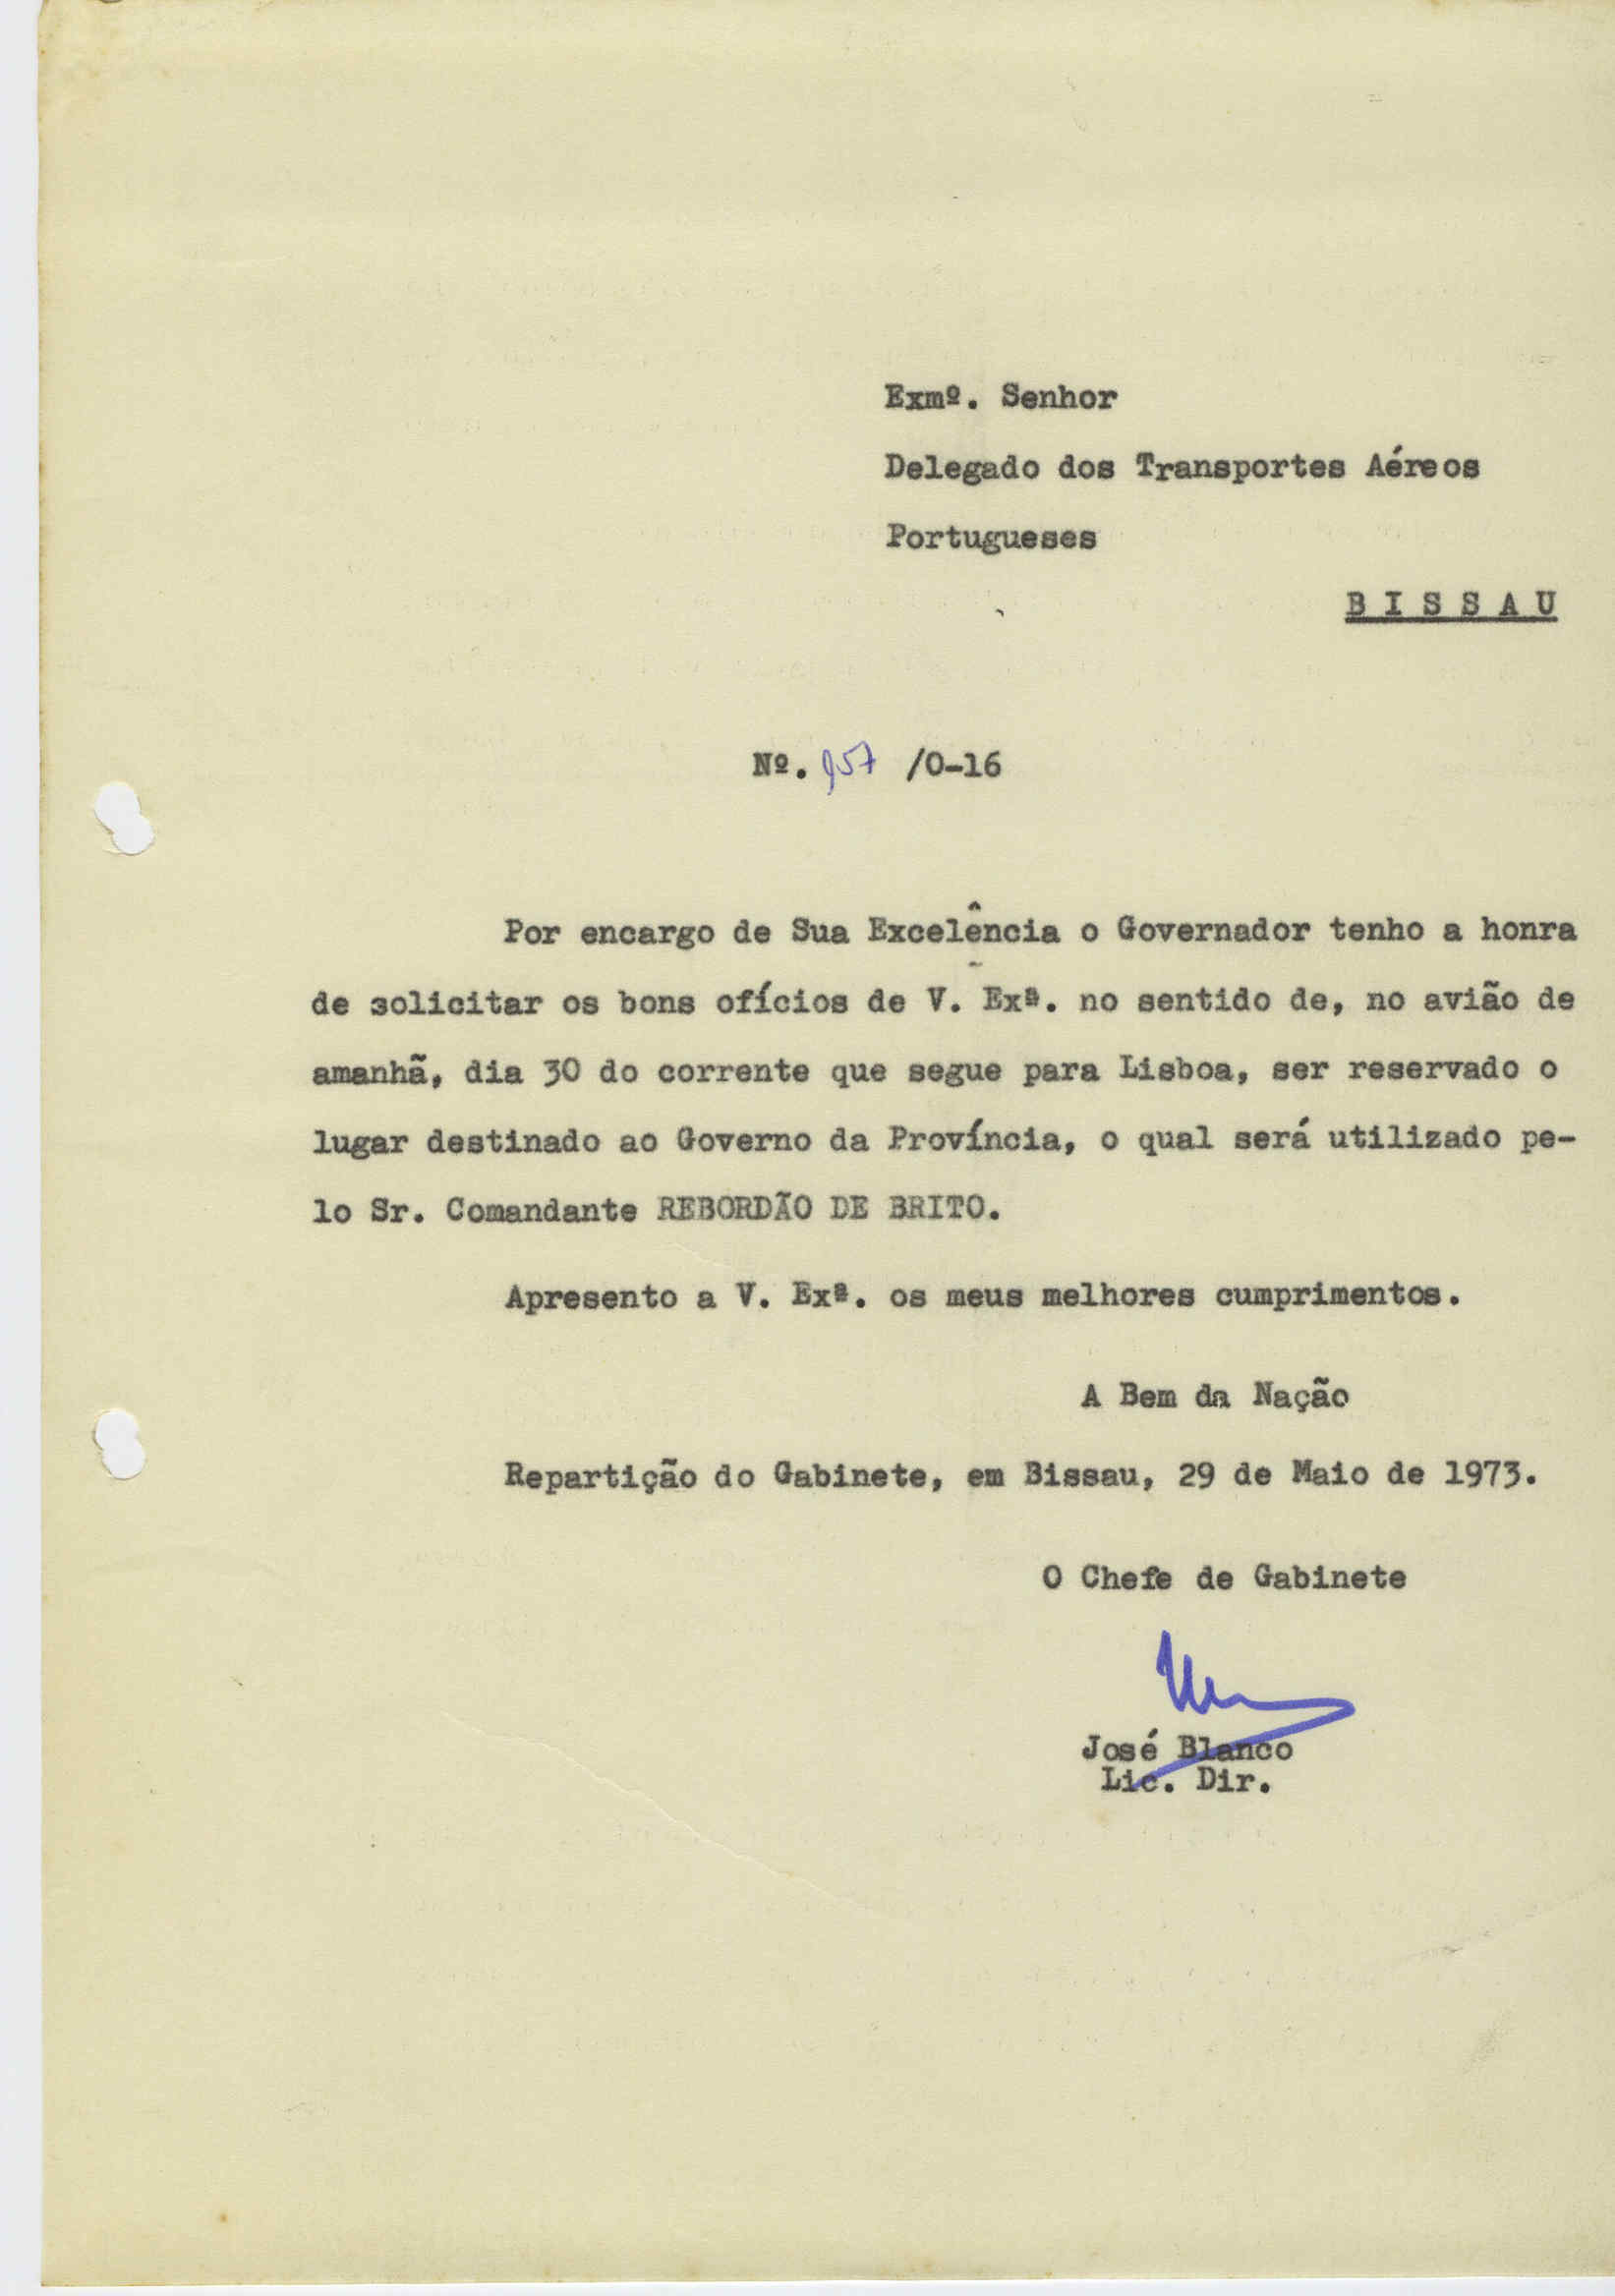 Exmº. Senhor
Delegado dos Transportes Aéreos
Portugueses
B I S S A U
Nº. 957 /0-16
Por encargo de Sua Excelência o Governador tenho a honra
de solicitar os bons ofícios de V. Exª. no sentido de, no avião de
amanhã, dia 30 do corrente que segue para Lisboa, ser reservado o
lugar destinado ao Governo da Província, o qual será utilizado pe-
lo Sr. Comandante REBORDÃO DE BRITO.
Apresento a V. Exª. os meus melhores cumprimentos.
A Bem da Nação
Repartição do Gabinete, em Bissau, 29 de Maio de 1973.
O Chefe de Gabinete
José Blanco
Lic. Dir.